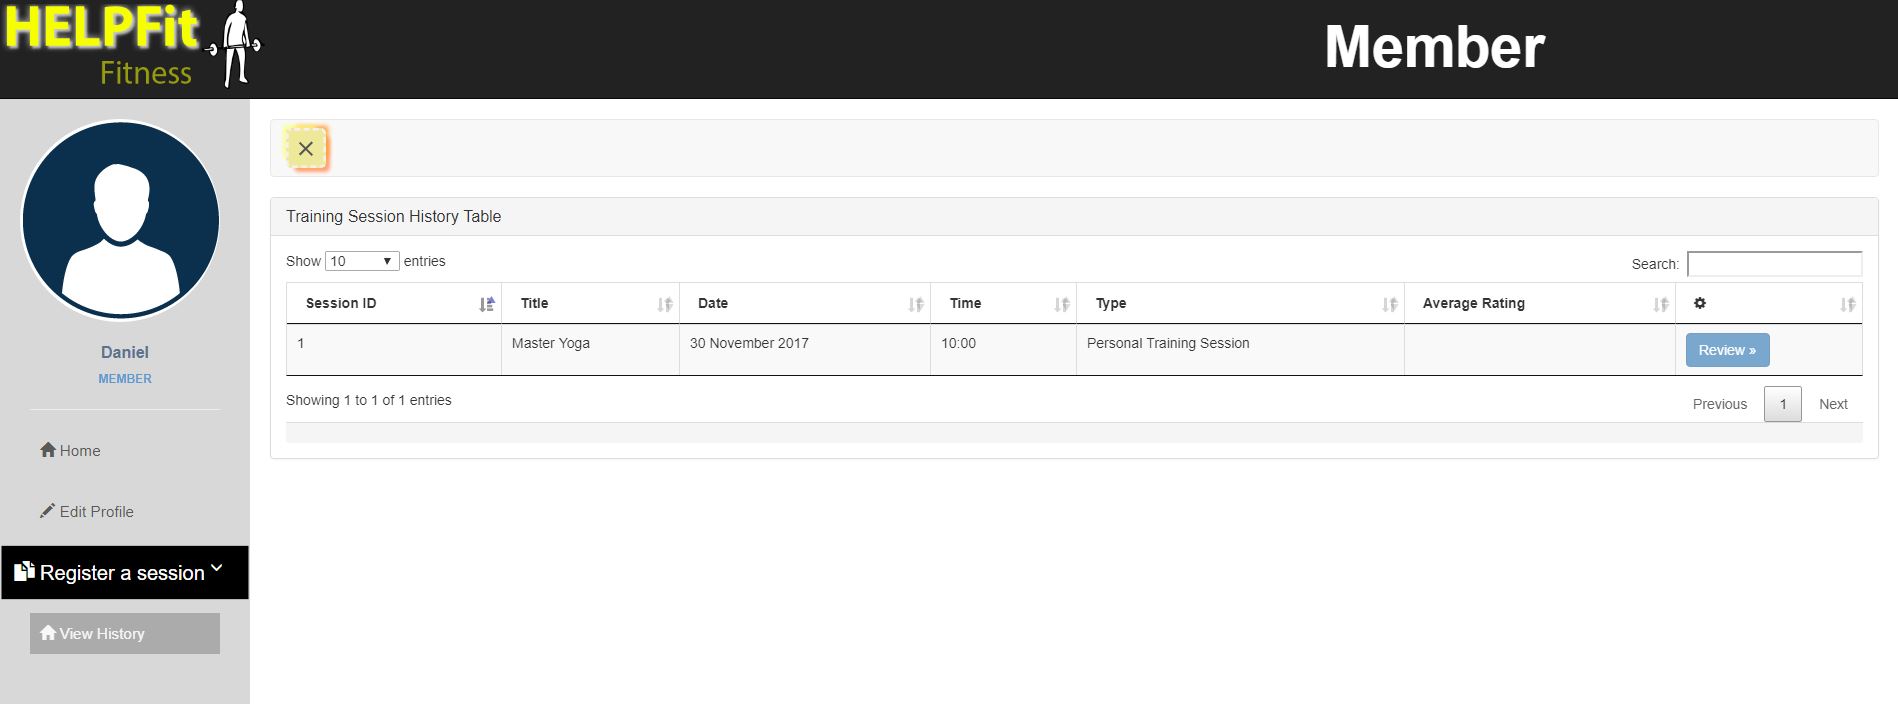 HELPFit
Fitness
Member
Daniel
MEMBER
Home
Edit Profile
Register a session
View History
Training Session History Table
Show 10 entries
Search:
Session ID Title Date Time Type Average Rating
1 Master Yoga 30 November 2017 10:00 Personal Training Session Review »
Showing 1 to 1 of 1 entries
Previous 1 Next